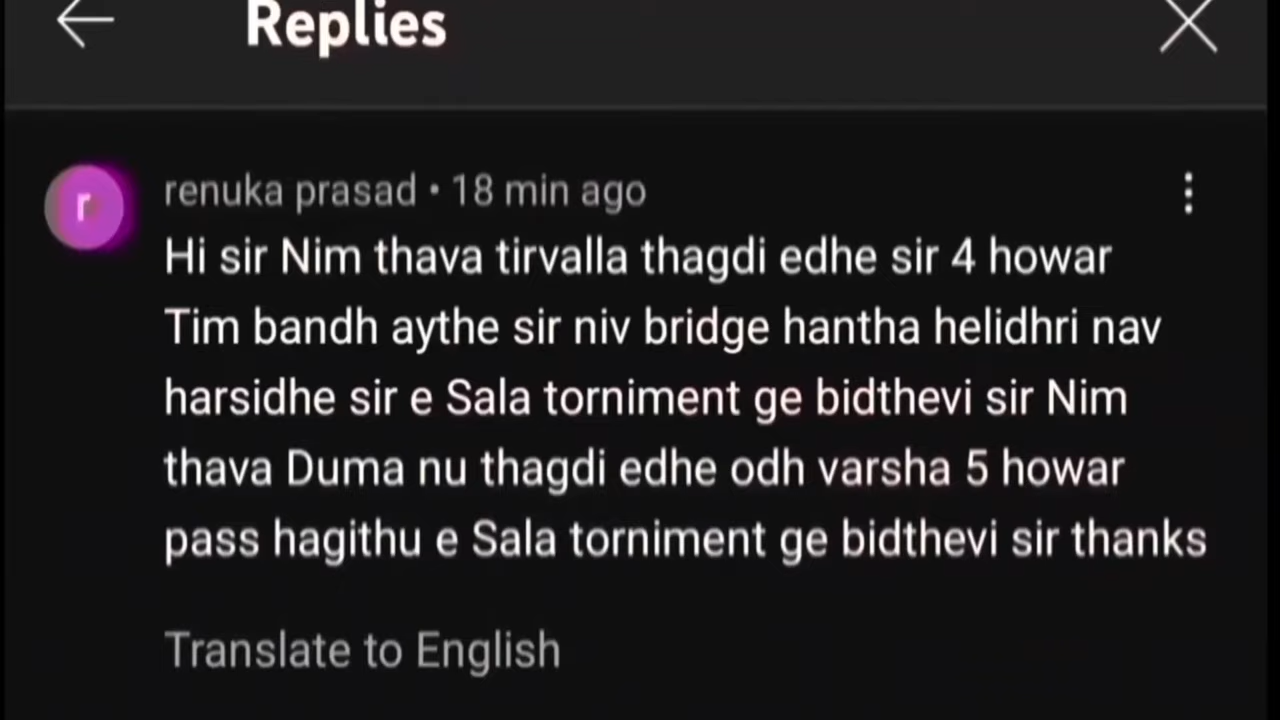 Replies
r
renuka prasad • 18 min ago
Hi sir Nim thava tirvalla thagdi edhe sir 4 howar
Tim bandh aythe sir niv bridge hantha helidhri nav
harsidhe sir e Sala torniment ge bidthevi sir Nim
thava Duma nu thagdi edhe odh varsha 5 howar
pass hagithu e Sala torniment ge bidthevi sir thanks
Translate to English